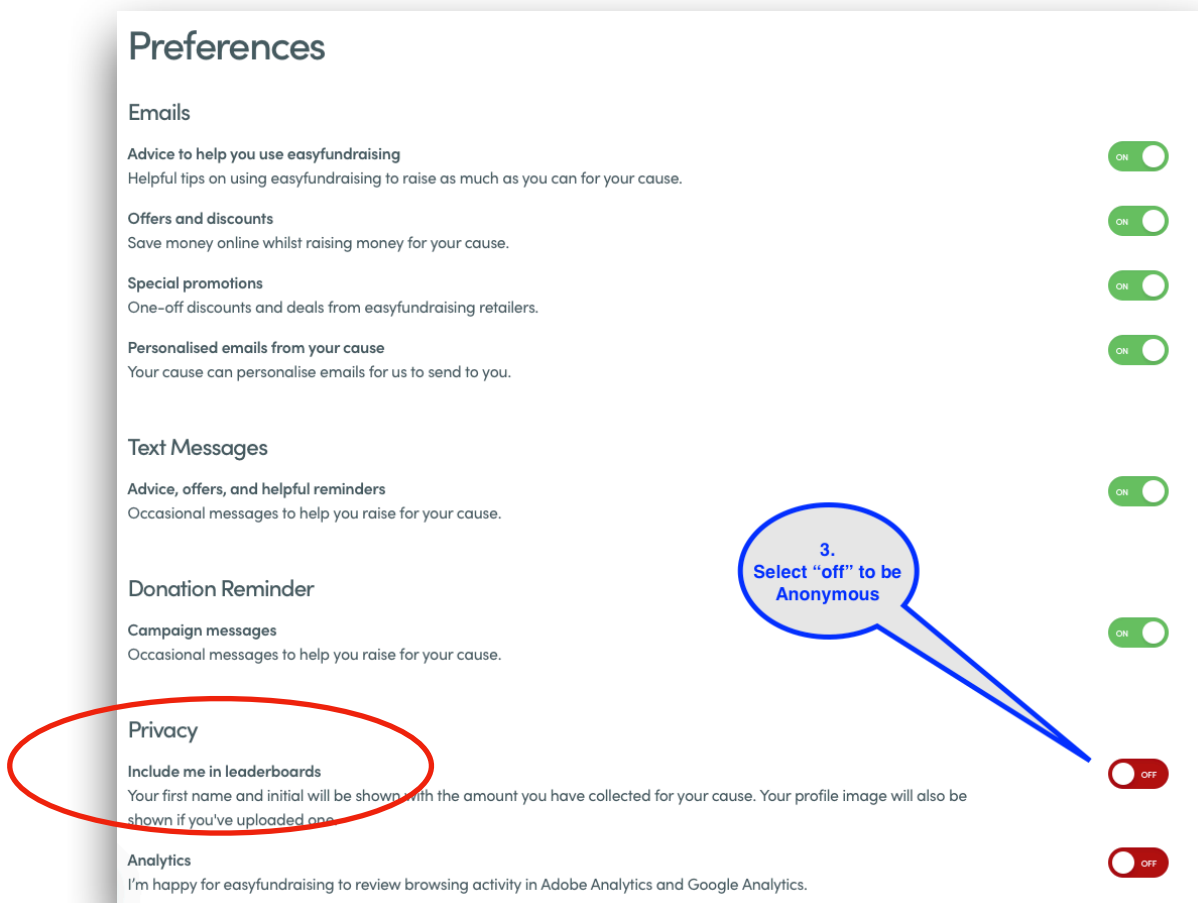 Preferences
Emails
Advice to help you use easyfundraising
ON
Helpful tips on using easyfundraising to raise as much as you can for your cause.
Offers and discounts
ON
Save money online whilst raising money for your cause.
Special promotions
ON
One-off discounts and deals from easyfundraising retailers.
Personalised emails from your cause
ON
Your cause can personalise emails for us to send to you.
Text Messages
Advice, offers, and helpful reminders
ON
Occasional messages to help you raise for your cause.
3.
Select “off” to be
Anonymous
Donation Reminder
Campaign messages
ON
Occasional messages to help you raise for your cause.
Privacy
Include me in leaderboards
OFF
Your first name and initial will be shown with the amount you have collected for your cause. Your profile image will also be
shown if you've uploaded one.
Analytics
OFF
I’m happy for easyfundraising to review browsing activity in Adobe Analytics and Google Analytics.